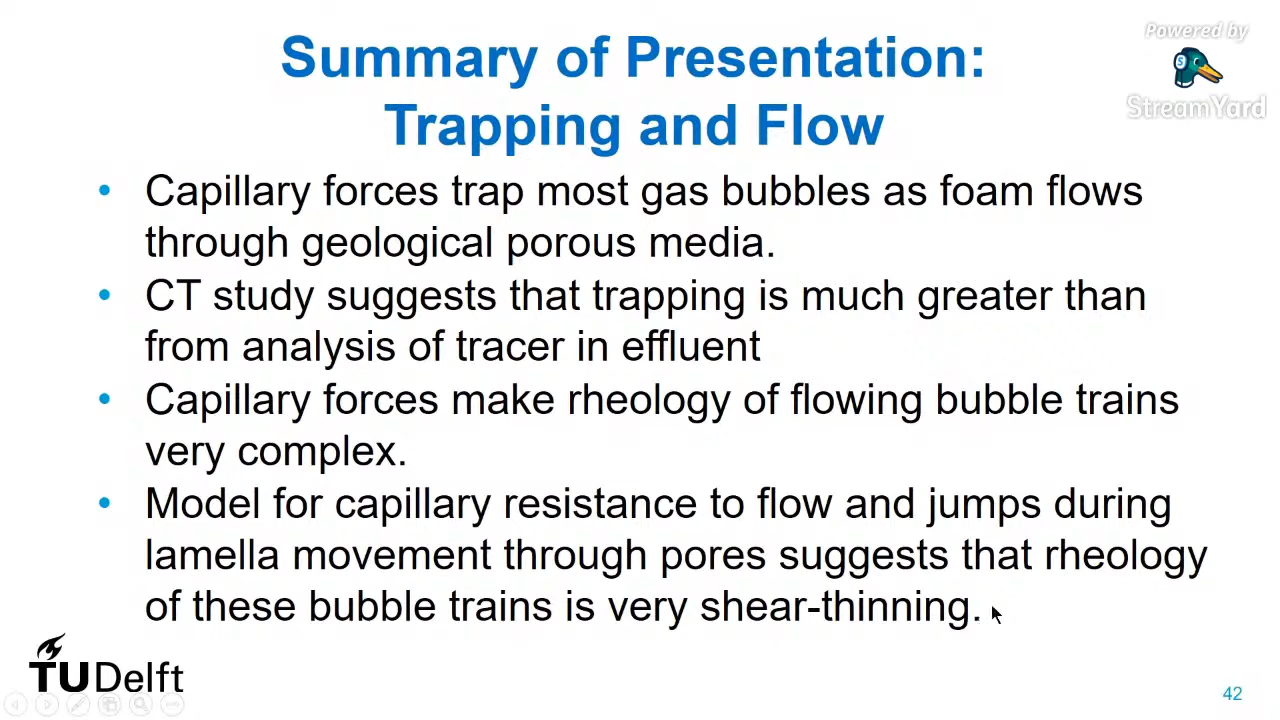 Powered by
StreamYard
Summary of Presentation:
Trapping and Flow
• Capillary forces trap most gas bubbles as foam flows
through geological porous media.
• CT study suggests that trapping is much greater than
from analysis of tracer in effluent
• Capillary forces make rheology of flowing bubble trains
very complex.
• Model for capillary resistance to flow and jumps during
lamella movement through pores suggests that rheology
of these bubble trains is very shear-thinning.
TUDelft
42